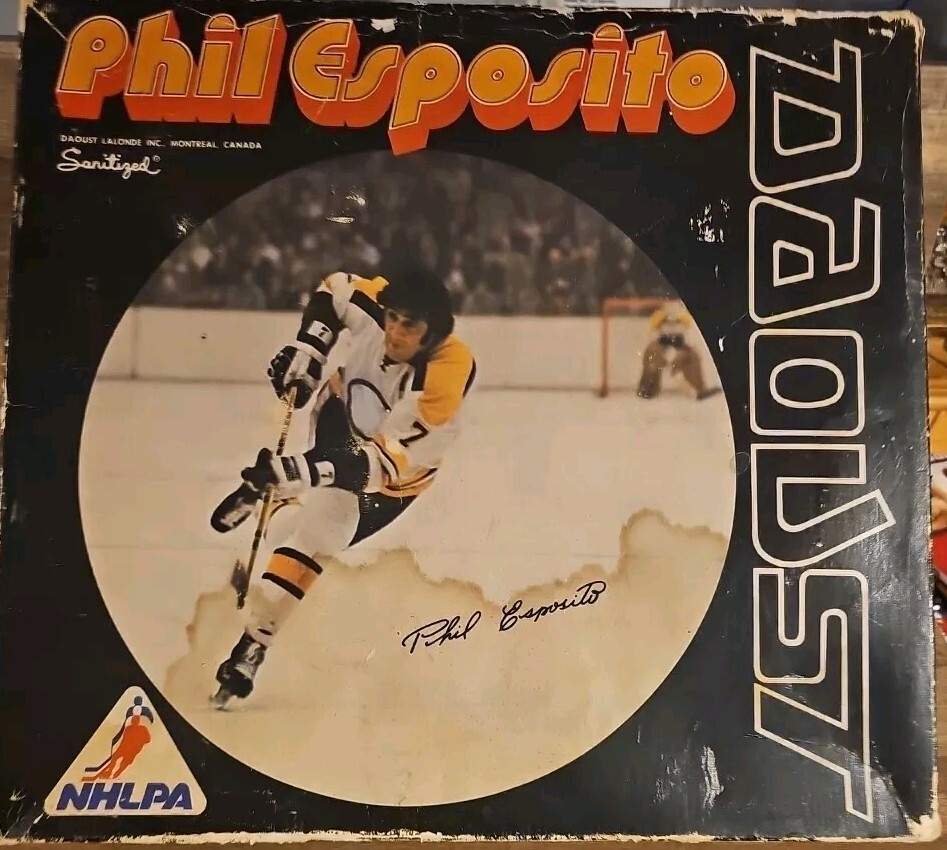 Phil Esposito
DAOUST LALONDE INC. MONTREAL, CANADA
Sanitized®
DAOUST
7
Phil Esposito
NHLPA